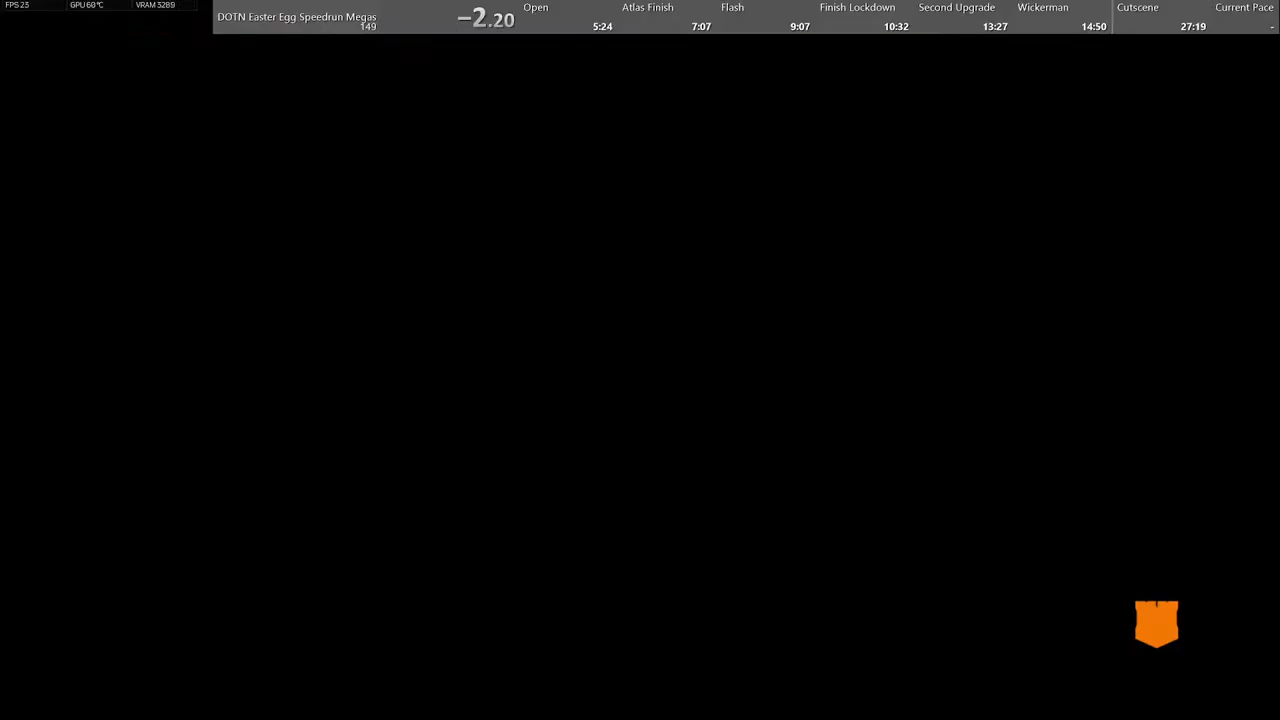 FPS 23 GPU 60°C VRAM 5289
DOTN Easter Egg Speedrun Megas
149
-2.20
Open
5:24
Atlas Finish
7:07
Flash
9:07
Finish Lockdown
10:32
Second Upgrade
13:27
Wickerman
14:50
Cutscene
27:19
Current Pace
-